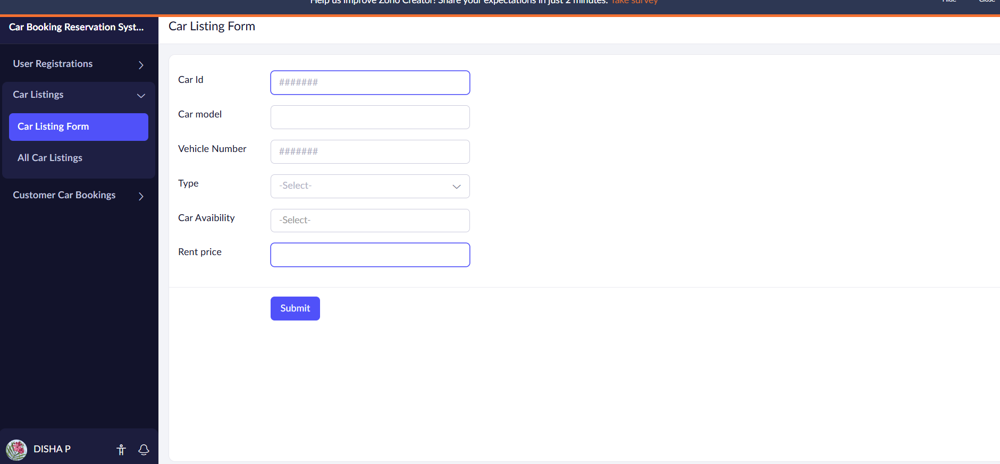 Help us improve Zoho Creator! Share your expectations in just 2 minutes. Take survey
Hide
Close
Car Booking Reservation Syst...
Car Listing Form
User Registrations
Car Listings
Car Listing Form
All Car Listings
Customer Car Bookings
Car Id
#######
Car model
Vehicle Number
#######
Type
-Select-
Car Avaibility
-Select-
Rent price
Submit
DISHA P